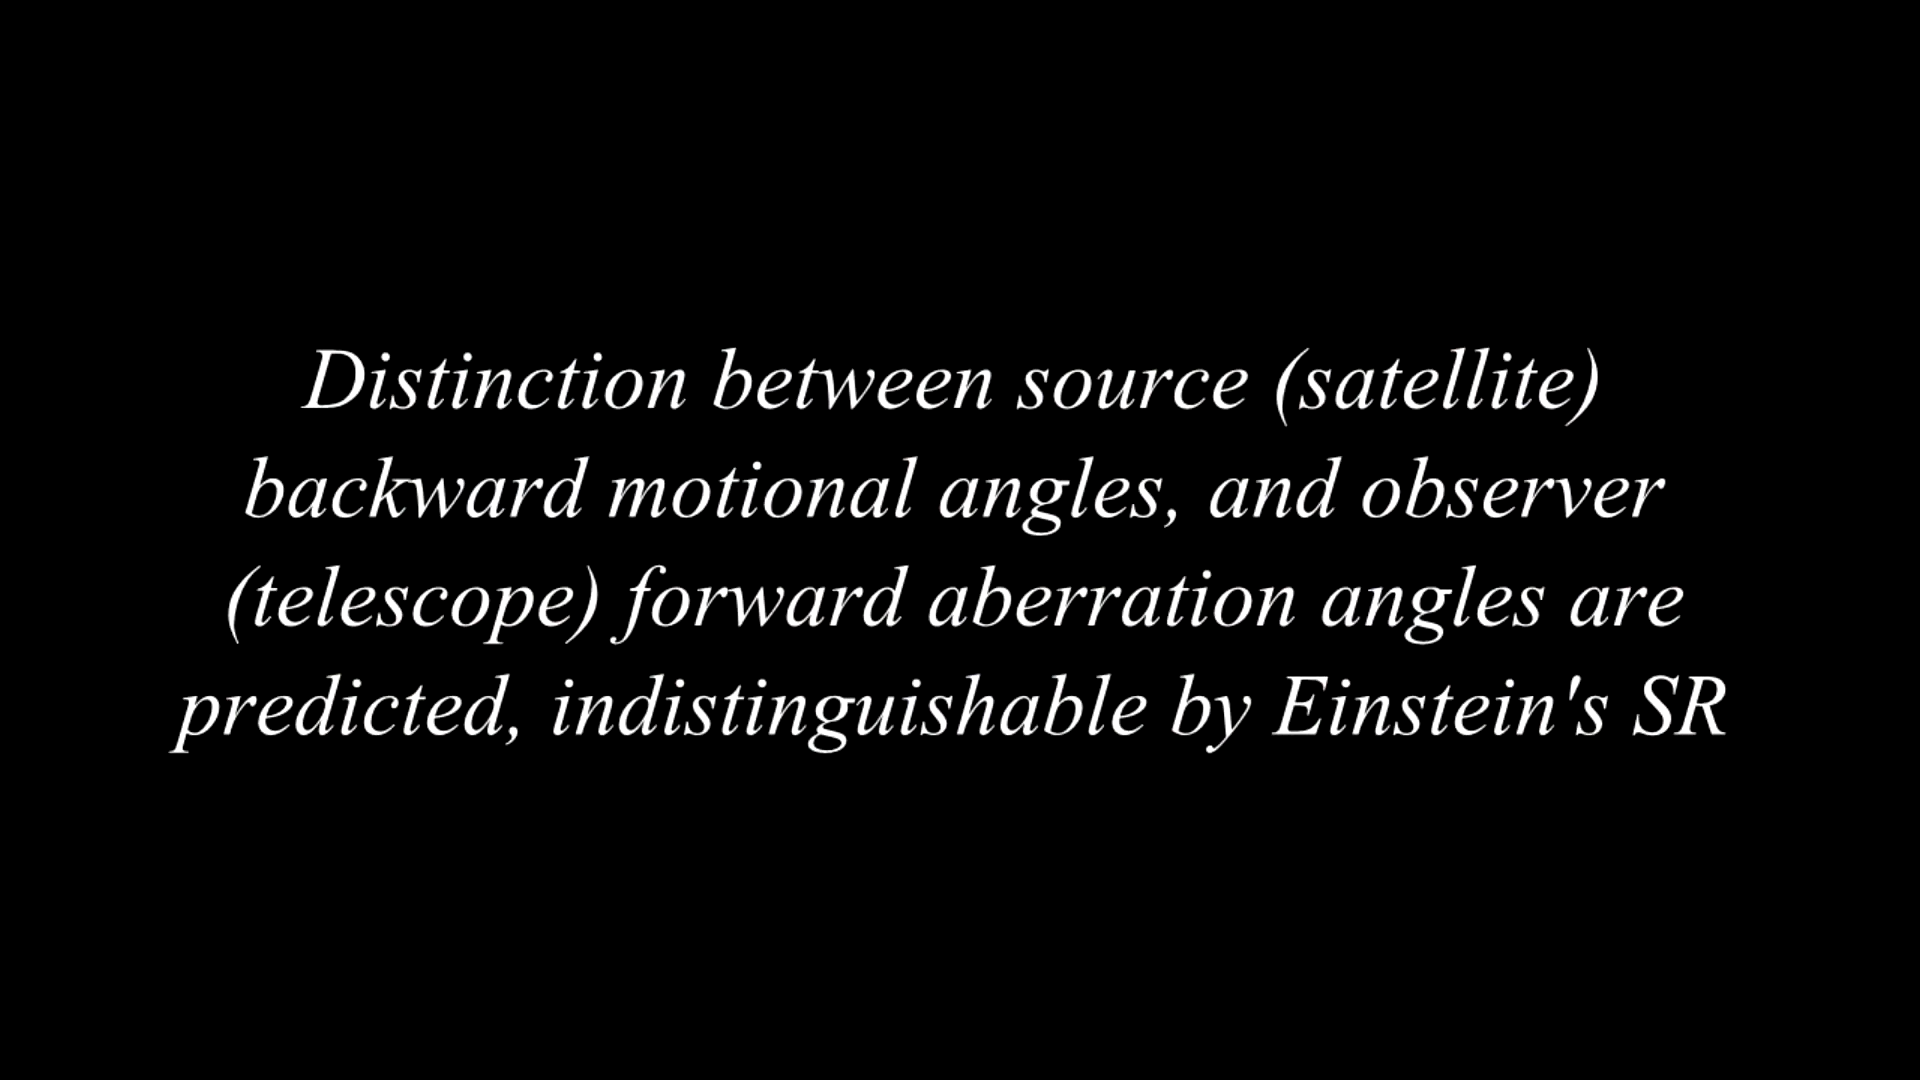 Distinction between source (satellite)
backward motional angles, and observer
(telescope) forward aberration angles are
predicted, indistinguishable by Einstein's SR